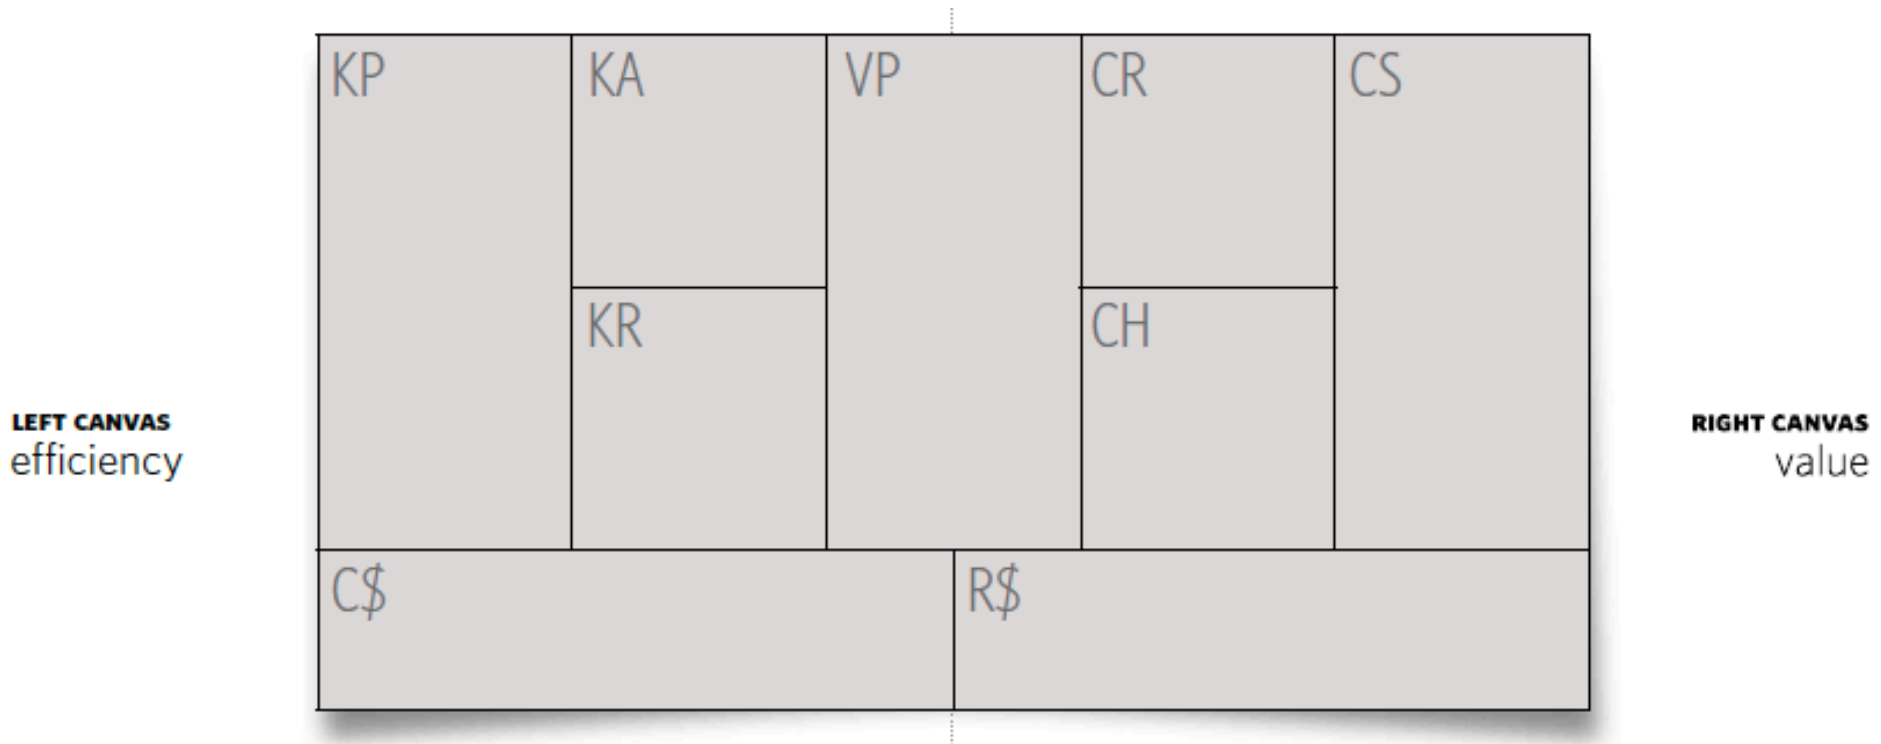 KP
KA
VP
CR
CS
KR
CH
LEFT CANVAS
efficiency
RIGHT CANVAS
value
C$
R$